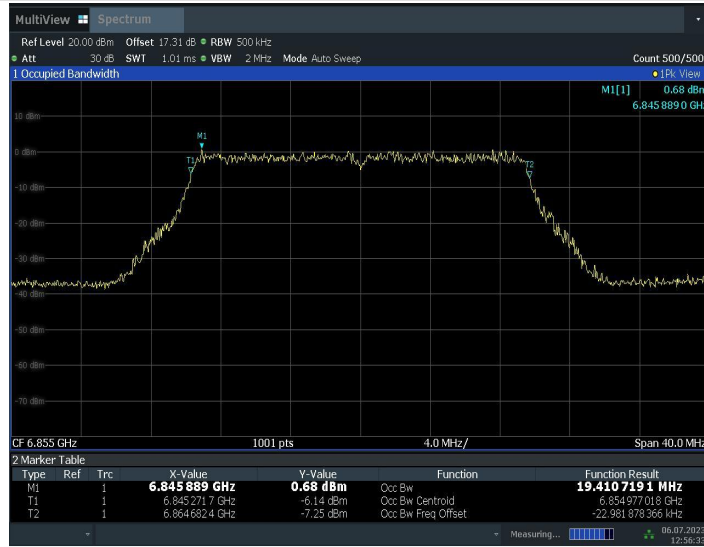 MultiView Spectrum
Ref Level 20.00 dBm Offset 17.31 dB RBW 500 kHz
Att 30 dB SWT 1.01 ms VBW 2 MHz Mode Auto Sweep Count 500/500
1 Occupied Bandwidth 1Pk View
M1[1] 0.68 dBm
6.845 889 0 GHz
10 dBm
M1
0 dBm
T1
T2
-10 dBm
-20 dBm
-30 dBm
-40 dBm
-50 dBm
-60 dBm
-70 dBm
CF 6.855 GHz 1001 pts 4.0 MHz/ Span 40.0 MHz
2 Marker Table
Type Ref Trc X-Value Y-Value Function Function Result
M1 1 6.845 889 GHz 0.68 dBm Occ Bw 19.410 719 1 MHz
T1 1 6.845 271 7 GHz -6.14 dBm Occ Bw Centroid 6.854 977 018 GHz
T2 1 6.864 682 4 GHz -7.25 dBm Occ Bw Freq Offset -22.981 878 366 kHz
Measuring... 06.07.2023
12:56:33